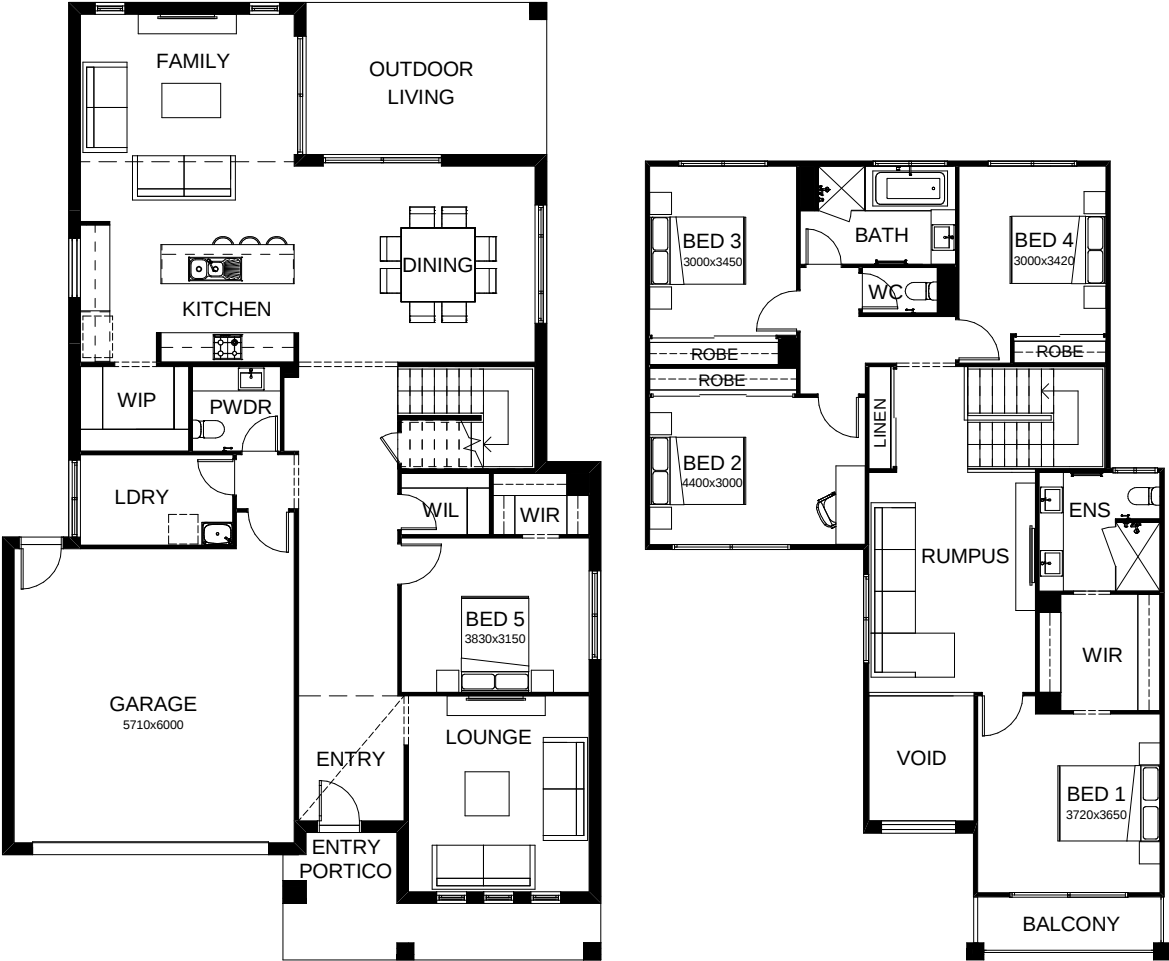 FAMILY
OUTDOOR
LIVING
DINING
KITCHEN
WIP
PWDR
LDRY
WIL
WIR
BED 5
3830x3150
GARAGE
5710x6000
LOUNGE
ENTRY
ENTRY
PORTICO
BED 3
3000x3450
BATH
BED 4
3000x3420
WC
ROBE
ROBE
ROBE
LINEN
BED 2
4400x3000
ENS
RUMPUS
WIR
VOID
BED 1
3720x3650
BALCONY